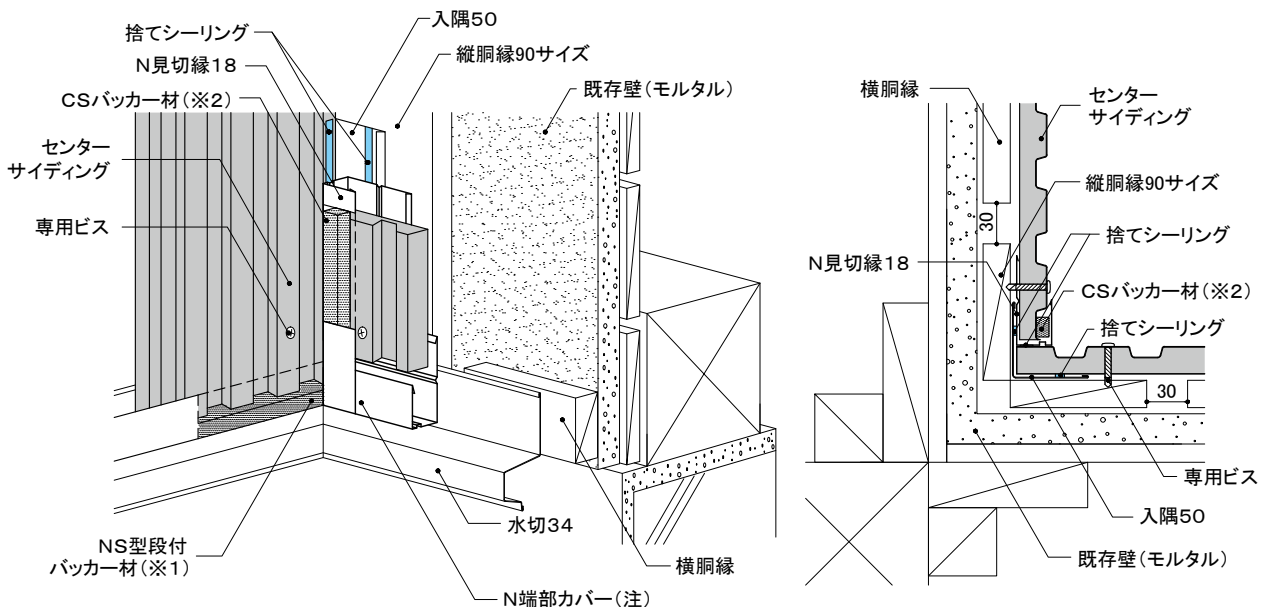 捨てシーリング
N見切縁18
CSバッカー材(※2)
センター
サイディング
専用ビス
NS型段付
バッカー材(※1)
入隅50
縦胴縁90サイズ
既存壁(モルタル)
水切34
N端部カバー(注)
横胴縁
横胴縁
センター
サイディング
縦胴縁90サイズ
30
捨てシーリング
N見切縁18
CSバッカー材(※2)
捨てシーリング
30
専用ビス
入隅50
既存壁(モルタル)